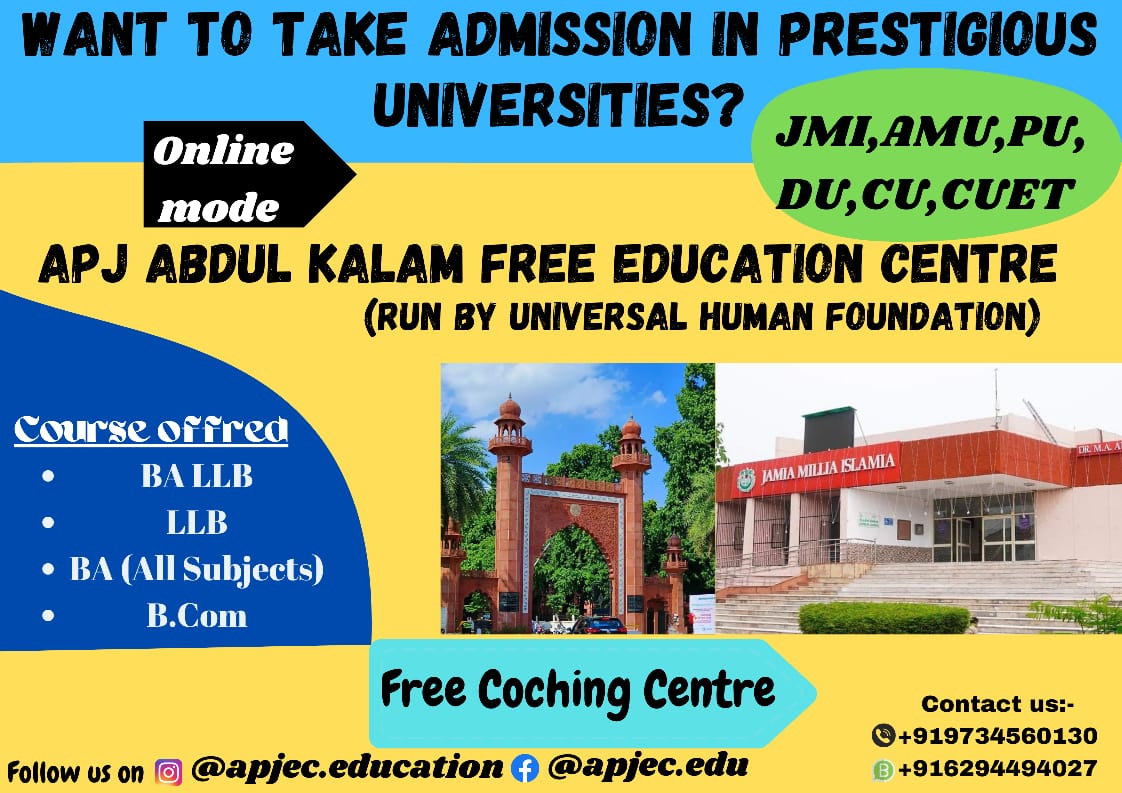 WANT TO TAKE ADMISSION IN PRESTIGIOUS
UNIVERSITIES?
JMI,AMU,PU,
DU,CU,CUET
Online
mode
APJ ABDUL KALAM FREE EDUCATION CENTRE
(RUN BY UNIVERSAL HUMAN FOUNDATION)
Course offred
• BA LLB
• LLB
• BA (All Subjects)
• B.Com
JAMIA MILLIA ISLAMIA
DR. M.A. A
Free Coching Centre
Contact us:-
+919734560130
+916294494027
Follow us on @apjec.education @apjec.edu